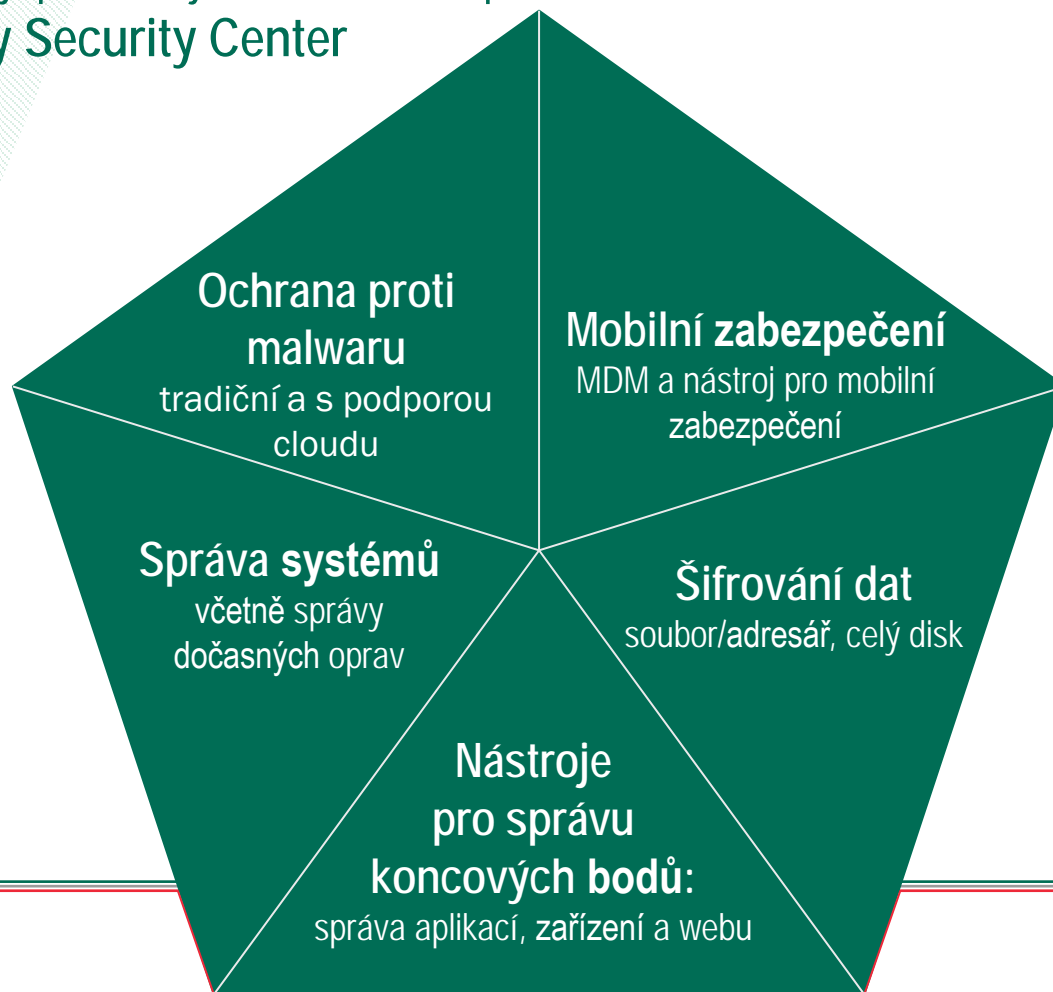 y Security Center
Ochrana proti
malwaru
tradiční a s podporou
cloudu
Mobilní zabezpečení
MDM a nástroj pro mobilní
zabezpečení
Správa systémů
včetně správy
dočasných oprav
Šifrování dat
soubor/adresář, celý disk
Nástroje
pro správu
koncových bodů:
správa aplikací, zařízení a webu